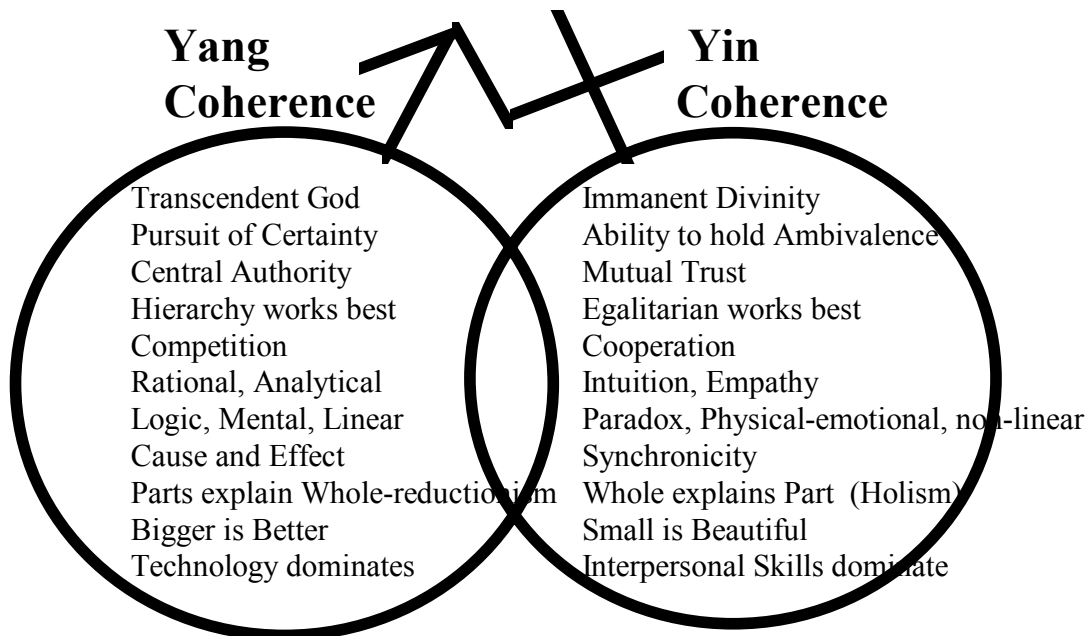 Yang
Coherence
Transcendent God
Pursuit of Certainty
Central Authority
Hierarchy works best
Competition
Rational, Analytical
Logic, Mental, Linear
Cause and Effect
Parts explain Whole-reductionism
Bigger is Better
Technology dominates
Yin
Coherence
Immanent Divinity
Ability to hold Ambivalence
Mutual Trust
Egalitarian works best
Cooperation
Intuition, Empathy
Paradox, Physical-emotional, non-linear
Synchronicity
Whole explains Part (Holism)
Small is Beautiful
Interpersonal Skills dominate